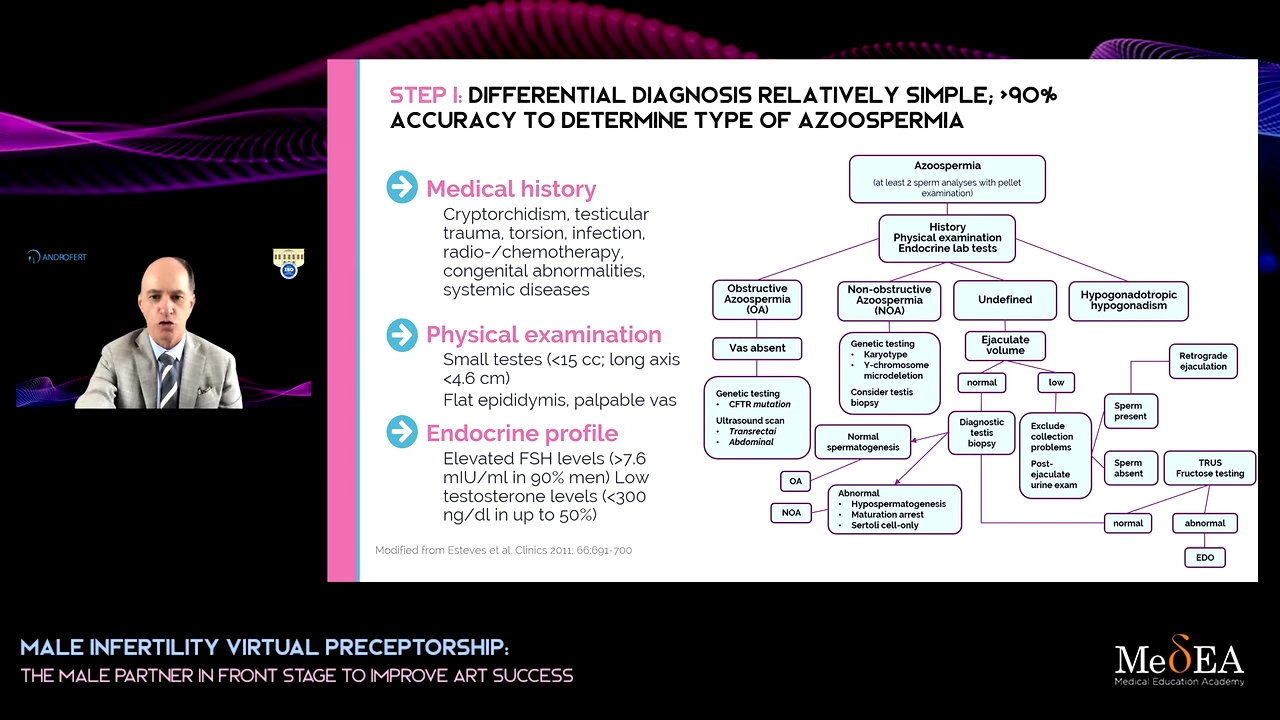 STEP 1: DIFFERENTIAL DIAGNOSIS RELATIVELY SIMPLE; >90%
ACCURACY TO DETERMINE TYPE OF AZOOSPERMIA
Medical history
Cryptorchidism, testicular
trauma, torsion, infection,
radio-/chemotherapy,
congenital abnormalities,
systemic diseases
Physical examination
Small testes (<15 cc; long axis
<4.6 cm)
Flat epididymis, palpable vas
Endocrine profile
Elevated FSH levels (>7.6
mIU/ml in 90% men) Low
testosterone levels (<300
ng/dl in up to 50%)
Modified from Esteves et al. Clinics 2011; 66:691-700
Azoospermia
(at least 2 sperm analyses with pellet
examination)
History
Physical examination
Endocrine lab tests
Obstructive
Azoospermia
(OA)
Non-obstructive
Azoospermia
(NOA)
Undefined
Hypogonadotropic
hypogonadism
Vas absent
Genetic testing
• CFTR mutation
Ultrasound scan
• Transrectal
• Abdominal
Genetic testing
• Karyotype
• Y-chromosome
microdeletion
Consider testis
biopsy
Ejaculate
volume
normal
low
Diagnostic
testis
biopsy
Normal
spermatogenesis
OA
Abnormal
• Hypospermatogenesis
• Maturation arrest
• Sertoli cell-only
NOA
Exclude
collection
problems
Post-
ejaculate
urine exam
Sperm
present
Retrograde
ejaculation
Sperm
absent
TRUS
Fructose testing
normal
abnormal
EDO
ANDROFERT
ISO
MALE INFERTILITY VIRTUAL PRECEPTORSHIP:
THE MALE PARTNER IN FRONT STAGE TO IMPROVE ART SUCCESS
MeδEA
Medical Education Academy